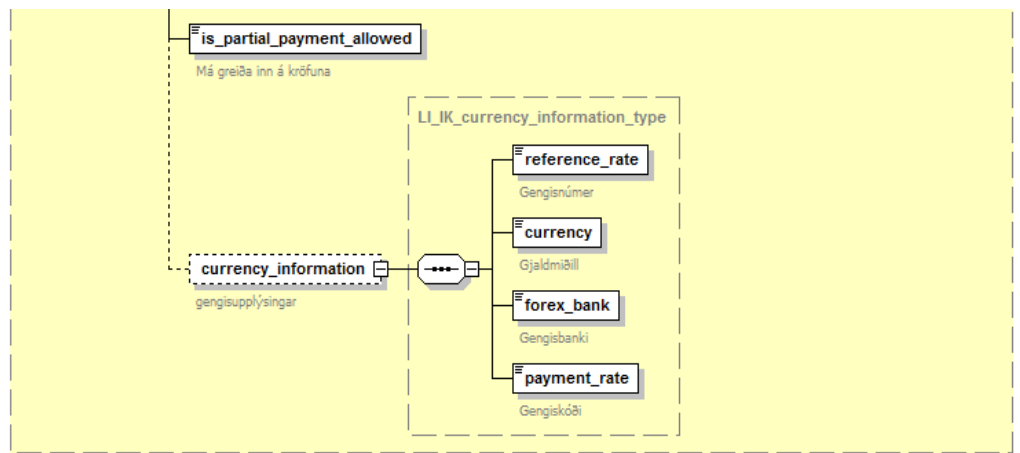 is_partial_payment_allowed
Má greiða inn á kröfuna
LI_IK_currency_information_type
reference_rate
Gengisnúmer
currency
Gjaldmiðill
currency_information
gengisupplýsingar
forex_bank
Gengisbanki
payment_rate
Gengiskóði